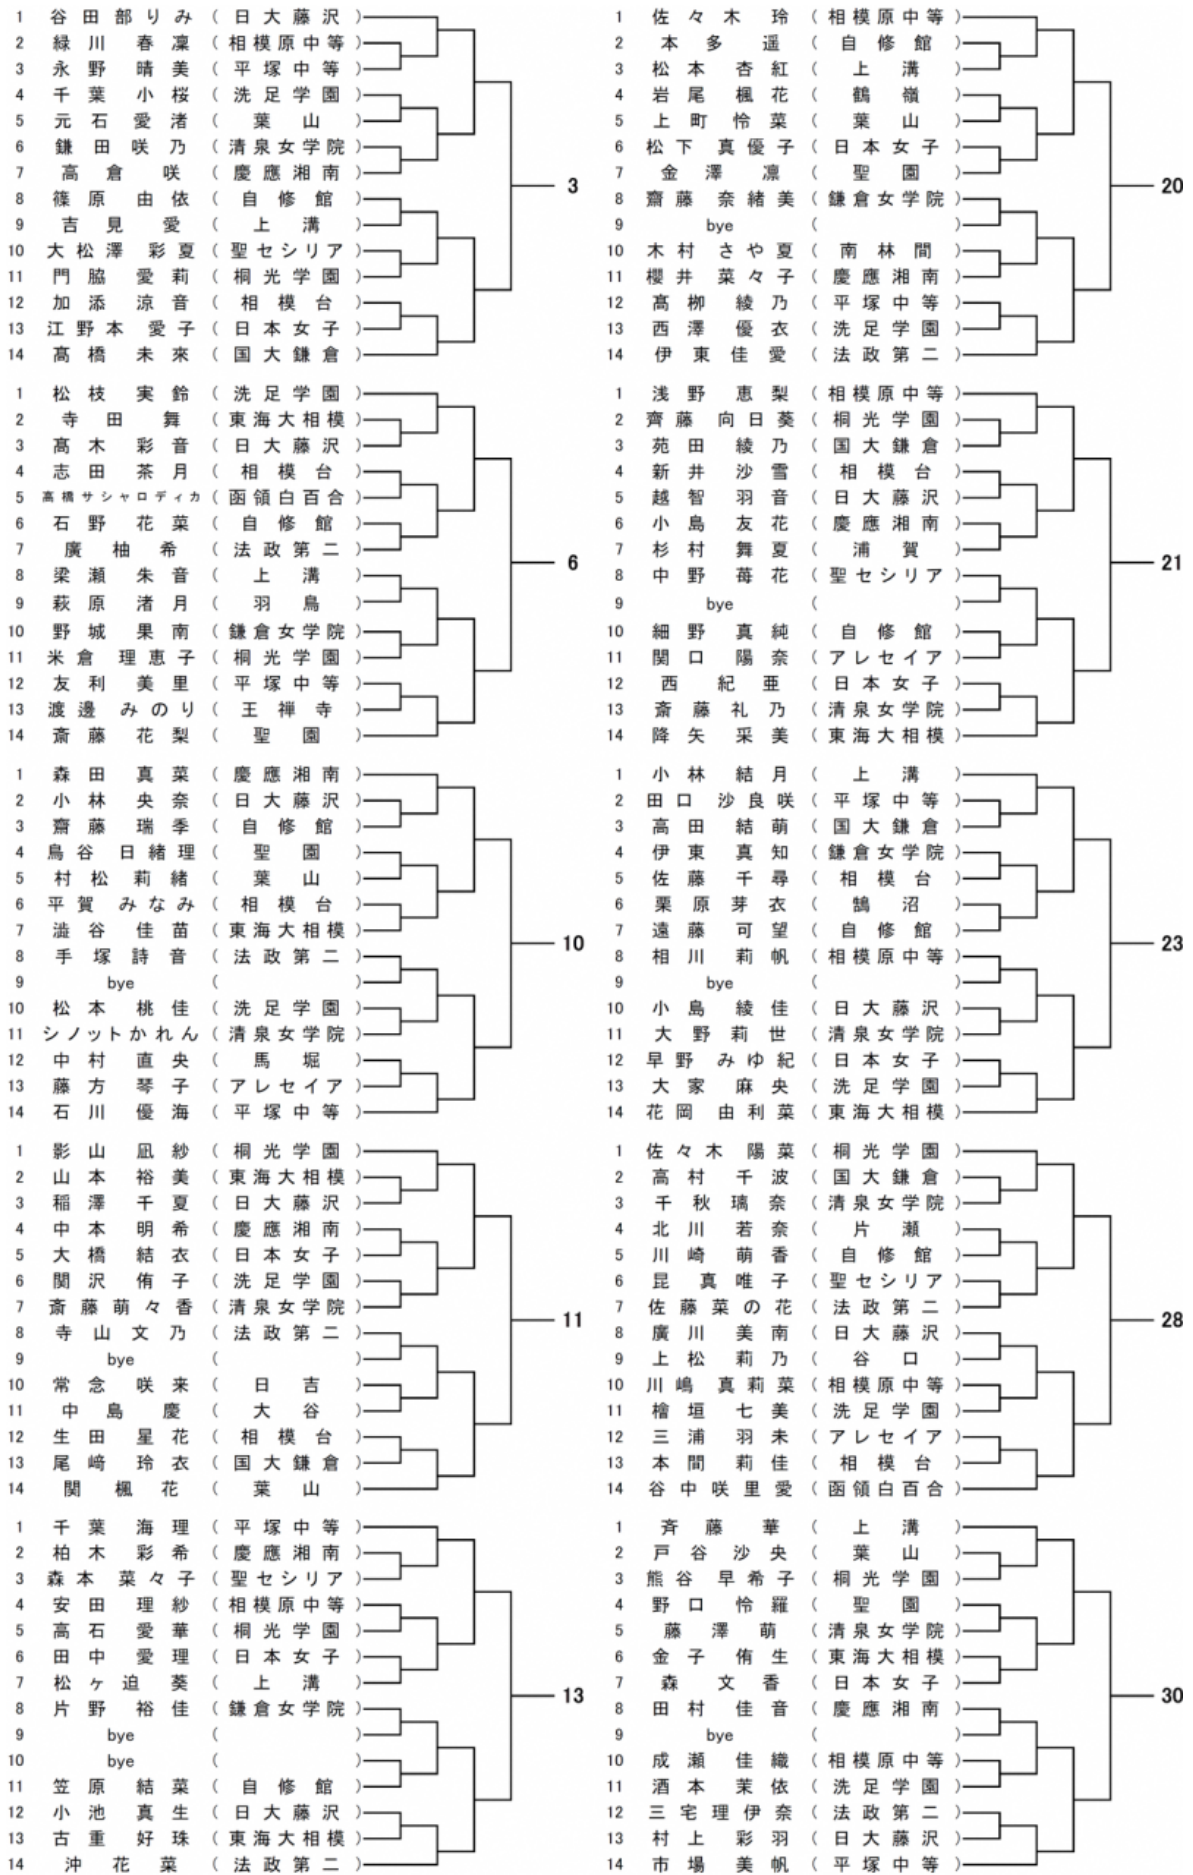 1 谷田部りみ (日大藤沢)
2 緑川 春凜 (相模原中等)
3 永野 晴美 (平塚中等)
4 千葉 小桜 (洗足学園)
5 元石愛渚 (葉山)
6 鎌田咲乃 (清泉女学院)
7 高倉 咲 (慶應湘南)
8 篠原 由依 (自修館)
9 吉見 愛 (上溝)
10 大松澤 彩夏 (聖セシリア)
11 門脇 愛莉 (桐光学園)
12 加添 涼音 (相模台)
13 江野本 愛子 (日本女子)
14 髙橋 未來 (国大鎌倉)
3
1 松枝 実鈴 (洗足学園)
2 寺田 舞 (東海大相模)
3 髙木 彩音 (日大藤沢)
4 志田 茶月 (相模台)
5 高橋サシャロディカ (函領白百合)
6 石野 花菜 (自修館)
7 廣 柚希 (法政第二)
8 梁瀬 朱音 (上溝)
9 萩原 渚月 (羽鳥)
10 野城 果南 (鎌倉女学院)
11 米倉 理恵子 (桐光学園)
12 友利 美里 (平塚中等)
13 渡邊 みのり (王禅寺)
14 斎藤 花梨 (聖園)
6
1 森田 真菜 (慶應湘南)
2 小林 央奈 (日大藤沢)
3 齋藤 瑞季 (自修館)
4 鳥谷 日緒理 (聖園)
5 村松莉緒 (葉山)
6 平賀 みなみ (相模台)
7 澁谷 佳苗 (東海大相模)
8 手塚詩音 (法政第二)
9 bye (    )
10 松本 桃佳 (洗足学園)
11 シノットかれん (清泉女学院)
12 中村 直央 (馬堀)
13 藤方 琴子 (アレセイア)
14 石川 優海 (平塚中等)
10
1 影山 凪紗 (桐光学園)
2 山本 裕美 (東海大相模)
3 稲澤 千夏 (日大藤沢)
4 中本 明希 (慶應湘南)
5 大橋結衣 (日本女子)
6 関沢 侑子 (洗足学園)
7 斎藤萌々香 (清泉女学院)
8 寺山文乃 (法政第二)
9 bye (    )
10 常念 咲来 (日吉)
11 中島 慶 (大谷)
12 生田 星花 (相模台)
13 尾﨑 玲衣 (国大鎌倉)
14 関 楓花 (葉山)
11
1 千葉 海理 (平塚中等)
2 柏木 彩希 (慶應湘南)
3 森本 菜々子 (聖セシリア)
4 安田 理紗 (相模原中等)
5 高石愛華 (桐光学園)
6 田中 愛理 (日本女子)
7 松ヶ迫 葵 (上溝)
8 片野 裕佳 (鎌倉女学院)
9 bye (    )
10 bye (    )
11 笠原 結菜 (自修館)
12 小池 真生 (日大藤沢)
13 古重 好珠 (東海大相模)
14 沖 花菜 (法政第二)
13
1 佐々木 玲 (相模原中等)
2 本多 遥 (自修館)
3 松本杏紅 (上溝)
4 岩尾楓花 (鶴嶺)
5 上町怜菜 (葉山)
6 松下 真優子 (日本女子)
7 金澤 凛 (聖園)
8 齋藤 奈緒美 (鎌倉女学院)
9 bye (    )
10 木村 さや夏 (南林間)
11 櫻井 菜々子 (慶應湘南)
12 髙栁 綾乃 (平塚中等)
13 西澤優衣 (洗足学園)
14 伊東佳愛 (法政第二)
20
1 浅野 恵梨 (相模原中等)
2 齊藤 向日葵 (桐光学園)
3 苑田 綾乃 (国大鎌倉)
4 新井 沙雪 (相模台)
5 越智羽音 (日大藤沢)
6 小島 友花 (慶應湘南)
7 杉村 舞夏 (浦賀)
8 中野 苺花 (聖セシリア)
9 bye (    )
10 細野 真純 (自修館)
11 関口 陽奈 (アレセイア)
12 西 紀亜 (日本女子)
13 斎藤礼乃 (清泉女学院)
14 降矢 采美 (東海大相模)
21
1 小林 結月 (上溝)
2 田口 沙良咲 (平塚中等)
3 高田 結萌 (国大鎌倉)
4 伊東 真知 (鎌倉女学院)
5 佐藤 千尋 (相模台)
6 栗原芽衣 (鵠沼)
7 遠藤 可望 (自修館)
8 相川 莉帆 (相模原中等)
9 bye (    )
10 小島 綾佳 (日大藤沢)
11 大野莉世 (清泉女学院)
12 早野 みゆ紀 (日本女子)
13 大家 麻央 (洗足学園)
14 花岡 由利菜 (東海大相模)
23
1 佐々木 陽菜 (桐光学園)
2 高村 千波 (国大鎌倉)
3 千秋璃奈 (清泉女学院)
4 北川 若奈 (片瀬)
5 川崎 萌香 (自修館)
6 昆 真唯子 (聖セシリア)
7 佐藤菜の花 (法政第二)
8 廣川 美南 (日大藤沢)
9 上松莉乃 (谷口)
10 川嶋 真莉菜 (相模原中等)
11 檜垣 七美 (洗足学園)
12 三浦 羽未 (アレセイア)
13 本間 莉佳 (相模台)
14 谷中咲里愛 (函領白百合)
28
1 斉藤 華 (上溝)
2 戸谷沙央 (葉山)
3 熊谷 早希子 (桐光学園)
4 野口 怜羅 (聖園)
5 藤澤 萌 (清泉女学院)
6 金子 侑生 (東海大相模)
7 森 文香 (日本女子)
8 田村 佳音 (慶應湘南)
9 bye (    )
10 成瀬 佳織 (相模原中等)
11 酒本 茉依 (洗足学園)
12 三宅理伊奈 (法政第二)
13 村上 彩羽 (日大藤沢)
14 市場 美帆 (平塚中等)
30